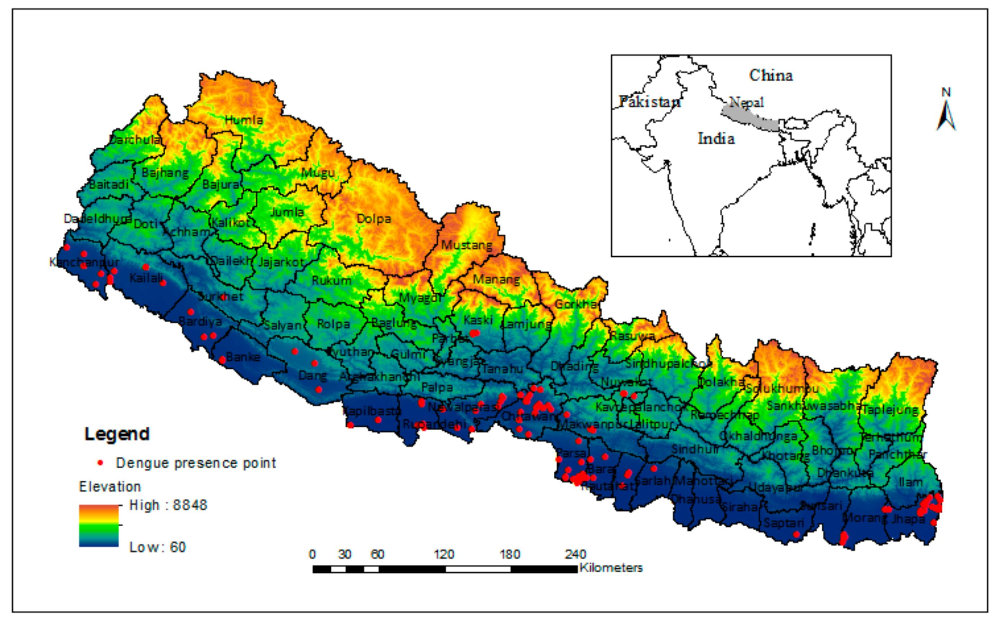 China
Pakistan
Nepal
India
N
Humla
Darchula
Mugu
Bajhang
Baitadi
Bajura
Jumla
Dolpa
Dadeldhura
Doti
Kalikot
Achham
Mustang
Kanchanpur
Dailekh
Jajarkot
Kailali
Rukum
Manang
Surkhet
Myagdi
Gorkha
Bardiya
Salyan
Rolpa
Baglung
Kaski
Lamjung
Parbat
Rasuwa
Banke
yuthan
Gulmi
yangja
Tanahu
Dhading
Sindhupalchok
Dang
Arghakhanchi
Palpa
Nuwakot
Dolakha
Solukhumbu
Kapilbastu
Nawalparasi
Chitawan
Kavrepalanchok
Ramechhap
Sankhuwasabha
Taplejung
Rupandehi
Makwanpur
Lalitpur
Okhaldhunga
Terhathum
Parsa
Sindhuli
Khotang
Bhojpur
Panchthar
Bara
Dhankuta
Rautahat
Sarlahi
Mahottari
Udayapur
Ilam
Dhanusa
Siraha
Sunsari
Saptari
Morang
Jhapa
Legend
Dengue presence point
Elevation
High : 8848
Low : 60
0 30 60 120 180 240
Kilometers